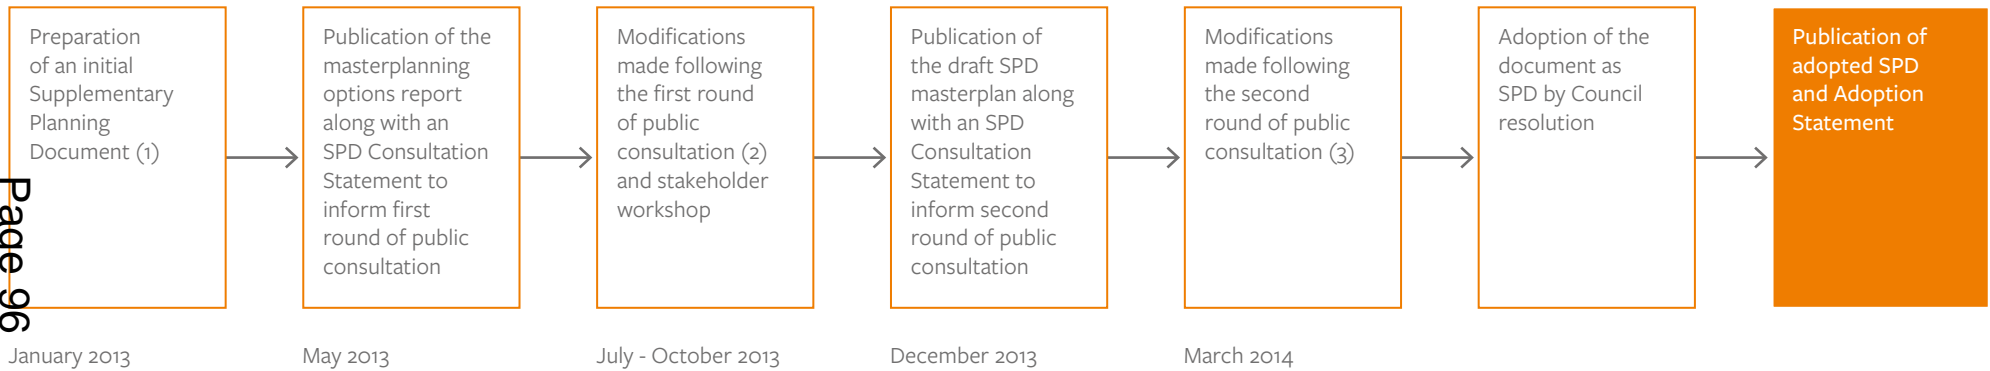 Preparation
of an initial
Supplementary
Planning
Document (1)
Publication of the
masterplanning
options report
along with an
SPD Consultation
Statement to
inform first
round of public
consultation
Modifications
made following
the first round
of public
consultation (2)
and stakeholder
workshop
Publication of
the draft SPD
masterplan along
with an SPD
Consultation
Statement to
inform second
round of public
consultation
Modifications
made following
the second
round of public
consultation (3)
Adoption of the
document as
SPD by Council
resolution
Publication of
adopted SPD
and Adoption
Statement
Page 96
January 2013
May 2013
July - October 2013
December 2013
March 2014